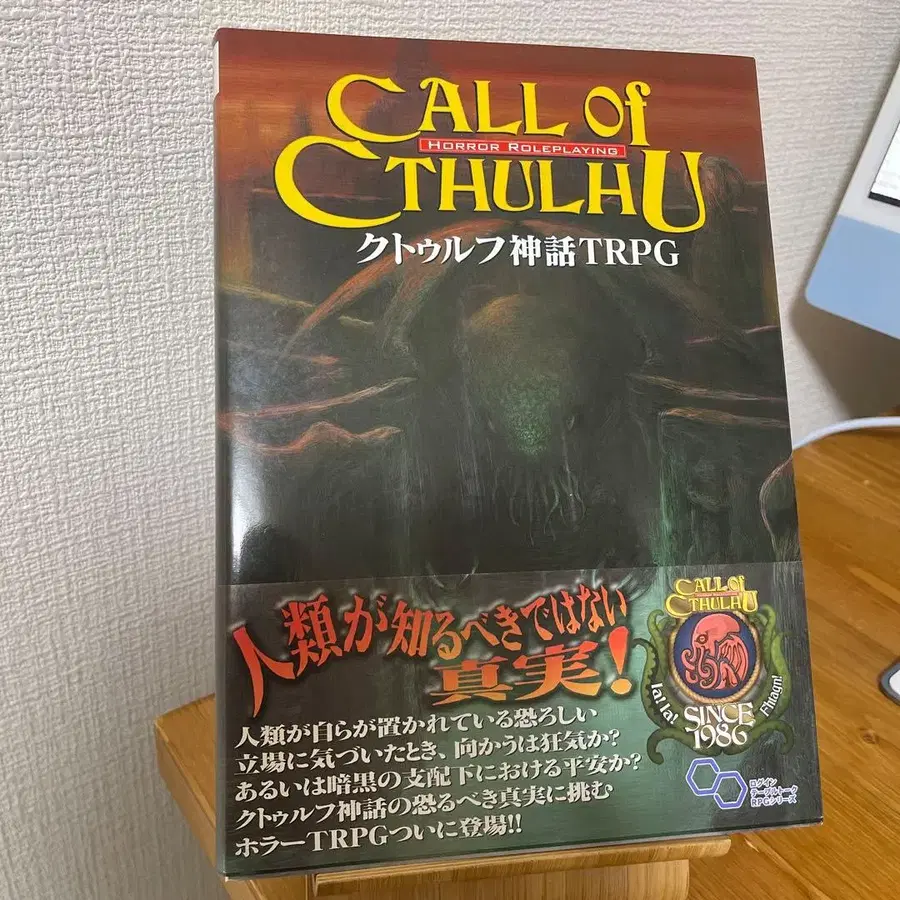 CALL of
HORROR ROLEPLAYING
CTHULHU
クトゥルフ神話TRPG
人類が知るべきではない
真実!
人類が自らが置かれている恐ろしい
立場に気づいたとき、向かうは狂気か?
あるいは暗黒の支配下における平安か?
クトゥルフ神話の恐るべき真実に挑む
ホラーTRPGついに登場!!
CALL of
CTHULHU
Ia! Ia!
Fhtagn!
SINCE
1986
ログイン
テーブルトーク
RPGシリーズ